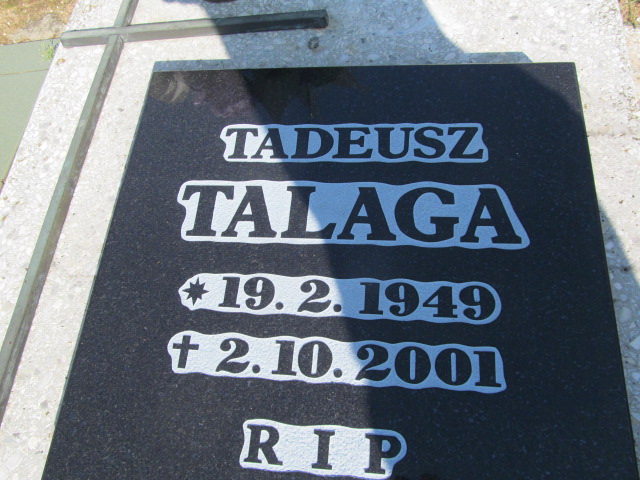 TADEUSZ
TALAGA
* 19. 2. 1949
✝ 2. 10. 2001
R I P